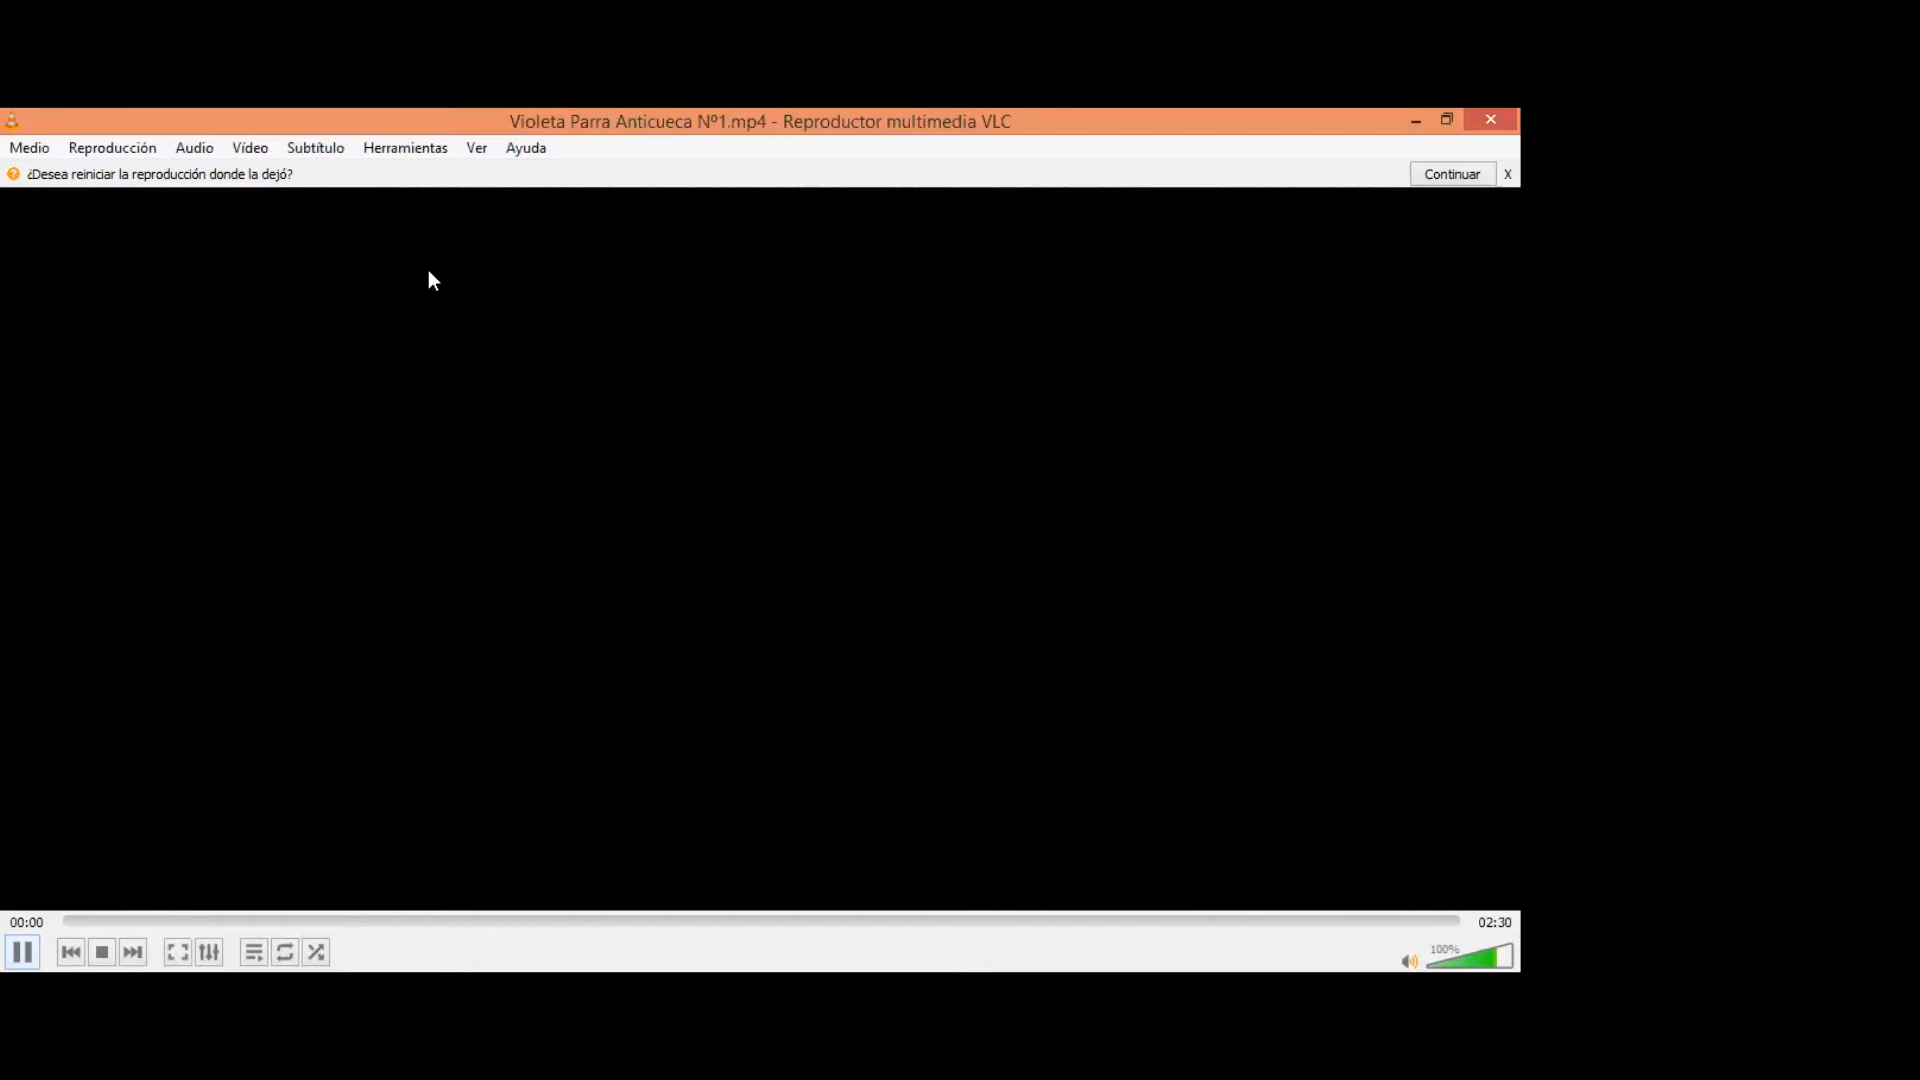 Violeta Parra Anticueca Nº1.mp4 - Reproductor multimedia VLC
Medio Reproducción Audio Vídeo Subtítulo Herramientas Ver Ayuda
¿Desea reiniciar la reproducción donde la dejó? Continuar X
00:00 02:30
100%